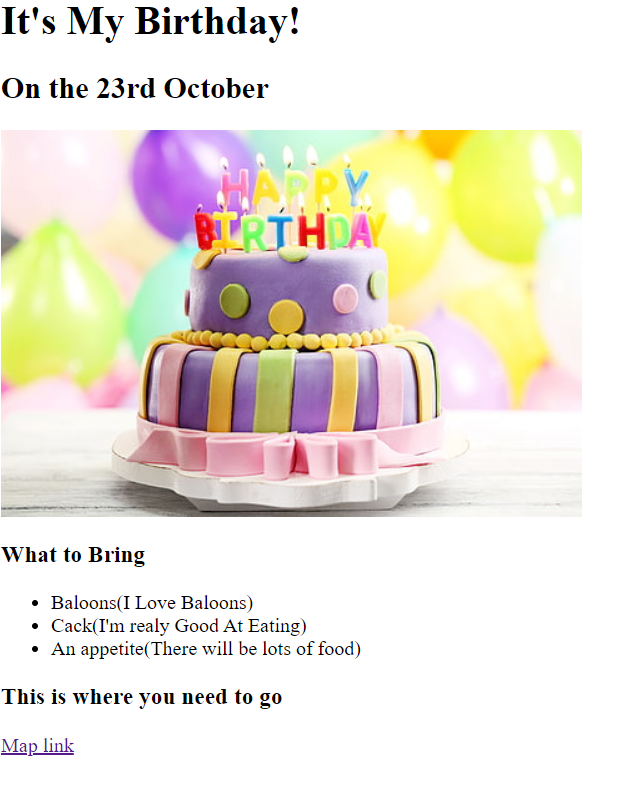 It's My Birthday!
On the 23rd October
HAPPY
BIRTHDAY
What to Bring
Baloons(I Love Baloons)
Cack(I'm realy Good At Eating)
An appetite(There will be lots of food)
This is where you need to go
Map link